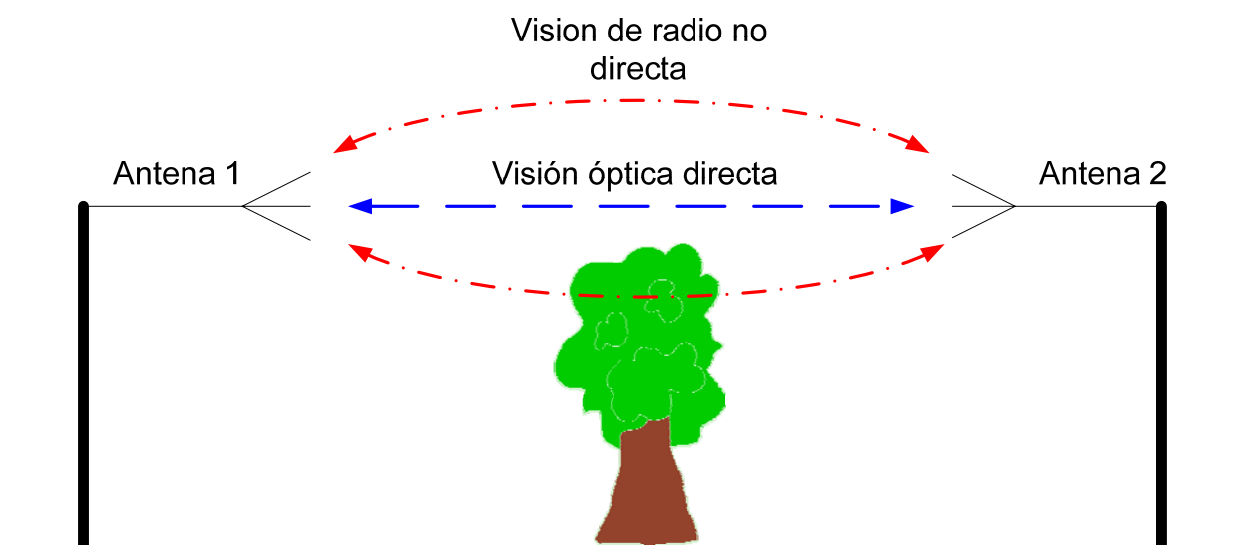 Vision de radio no
directa
Antena 1
Visión óptica directa
Antena 2